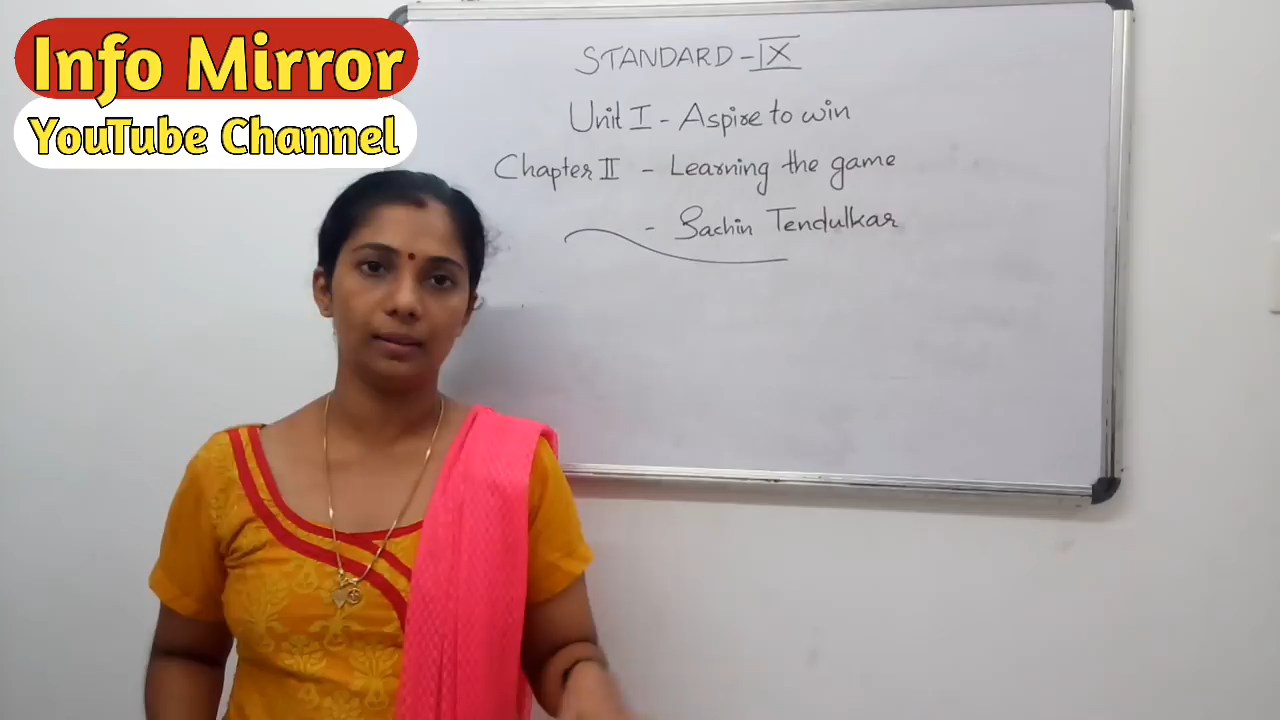 Info Mirror
YouTube Channel
STANDARD - IX
Unit I - Aspire to win
Chapter II - Learning the game
- Sachin Tendulkar